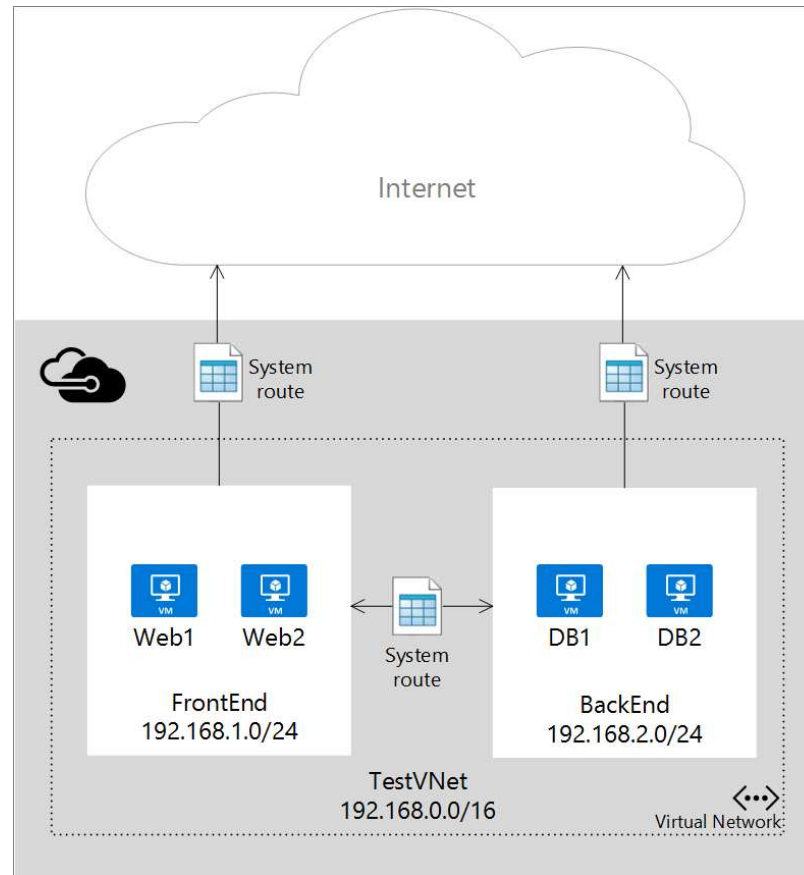 Internet
System
route
System
route
VM
VM
Web1
Web2
FrontEnd
192.168.1.0/24
System
route
VM
VM
DB1
DB2
BackEnd
192.168.2.0/24
TestVNet
192.168.0.0/16
Virtual Network